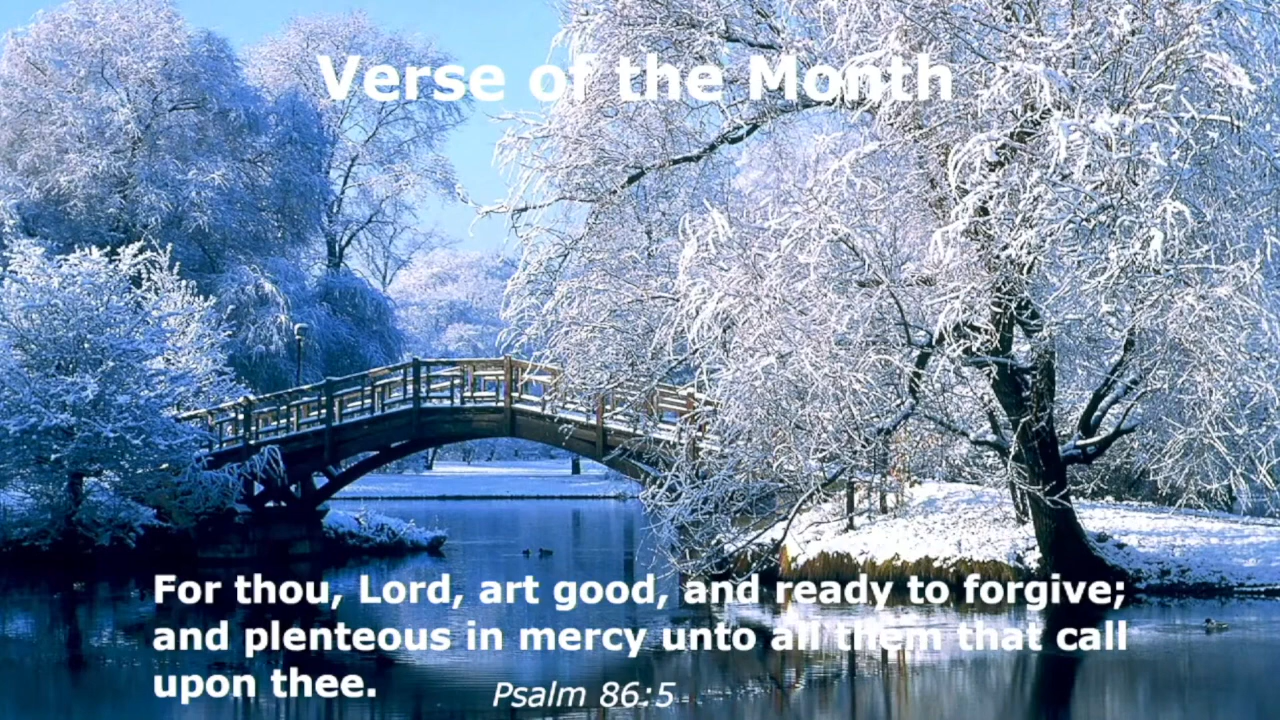 Verse of the Month
For thou, Lord, art good, and ready to forgive;
and plenteous in mercy unto all them that call
upon thee.
Psalm 86:5